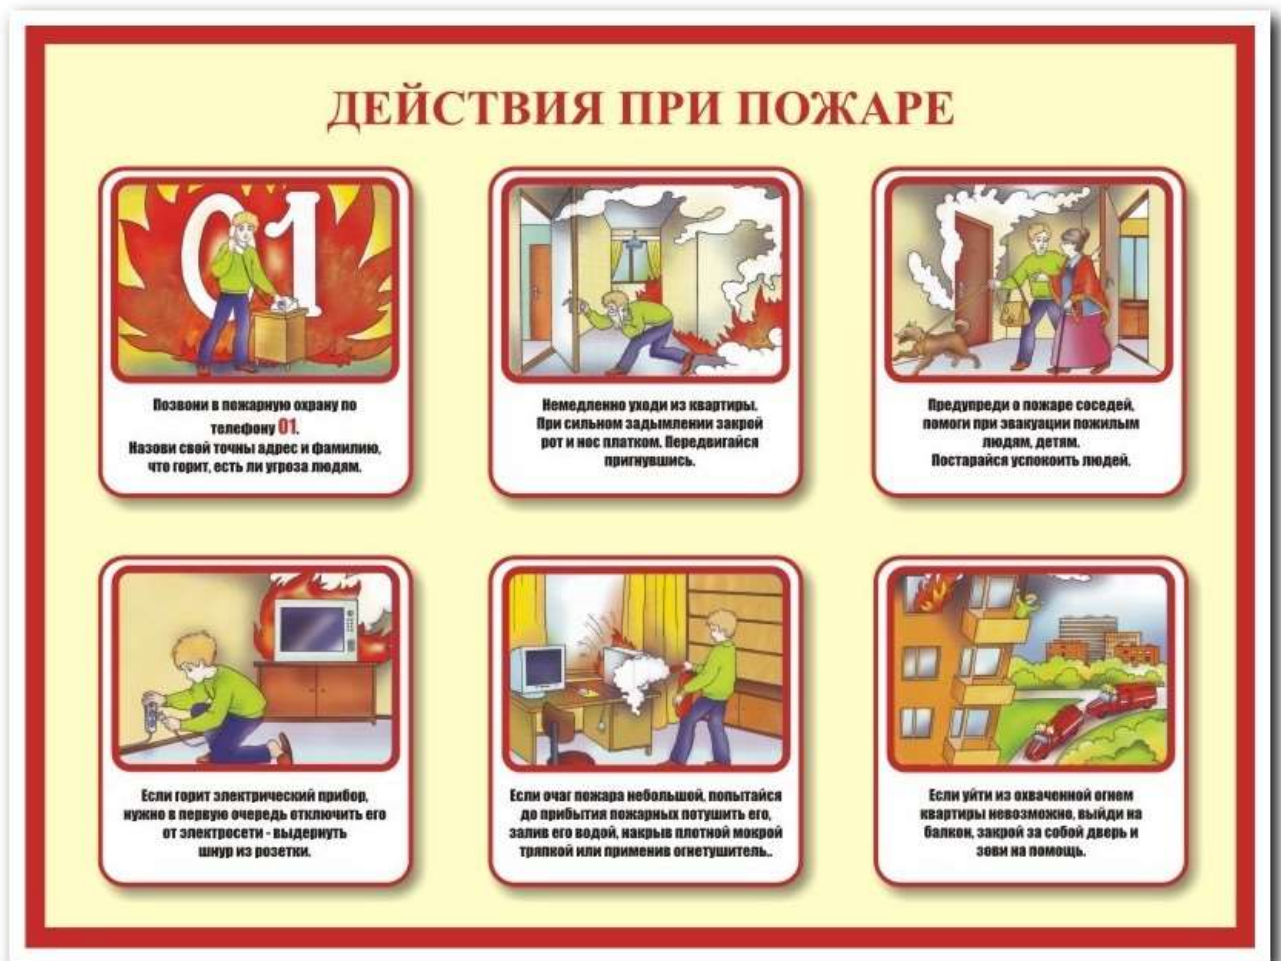 ДЕЙСТВИЯ ПРИ ПОЖАРЕ
01
Позвони в пожарную охрану по
телефону 01.
Назови свой точны адрес и фамилию,
что горит, есть ли угроза людям.
Немедленно уходи из квартиры.
При сильном задымлении закрой
рот и нос платком. Передвигайся
пригнувшись.
Предупреди о пожаре соседей,
помоги при эвакуации пожилым
людям, детям.
Постарайся успокоить людей.
Если горит электрический прибор,
нужно в первую очередь отключить его
от электросети - выдернуть
шнур из розетки.
Если очаг пожара небольшой, попытайся
до прибытия пожарных потушить его,
залив его водой, накрыв плотной мокрой
тряпкой или применив огнетушитель..
Если уйти из охваченной огнем
квартиры невозможно, выйди на
балкон, закрой за собой дверь и
зови на помощь.